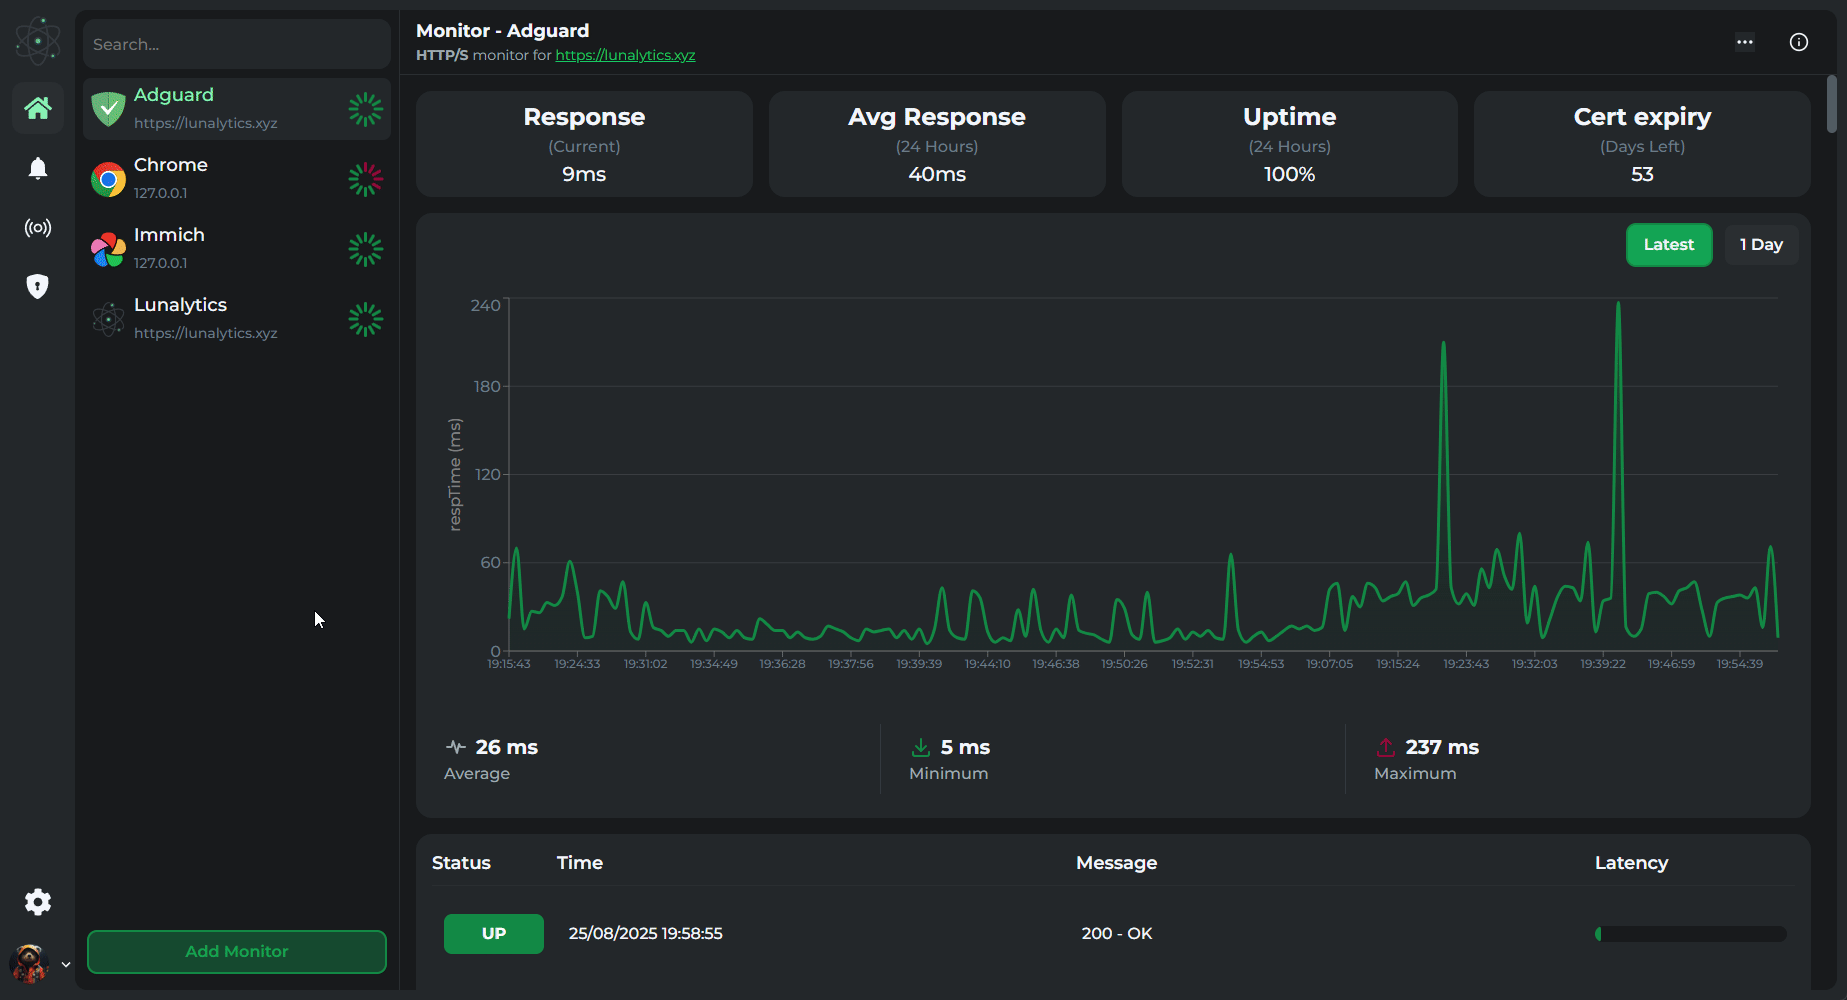 Search...
Adguard
https://lunalytics.xyz
Chrome
127.0.0.1
Immich
127.0.0.1
Lunalytics
https://lunalytics.xyz
Add Monitor
Monitor - Adguard
HTTP/S monitor for https://lunalytics.xyz
Response
(Current)
9ms
Avg Response
(24 Hours)
40ms
Uptime
(24 Hours)
100%
Cert expiry
(Days Left)
53
Latest
1 Day
240
180
120
60
0
respTime (ms)
19:15:43 19:24:33 19:31:02 19:34:49 19:36:28 19:37:56 19:39:39 19:44:10 19:46:38 19:50:26 19:52:31 19:54:53 19:07:05 19:15:24 19:23:43 19:32:03 19:39:22 19:46:59 19:54:39
26 ms
Average
5 ms
Minimum
237 ms
Maximum
Status Time Message Latency
UP 25/08/2025 19:58:55 200 - OK